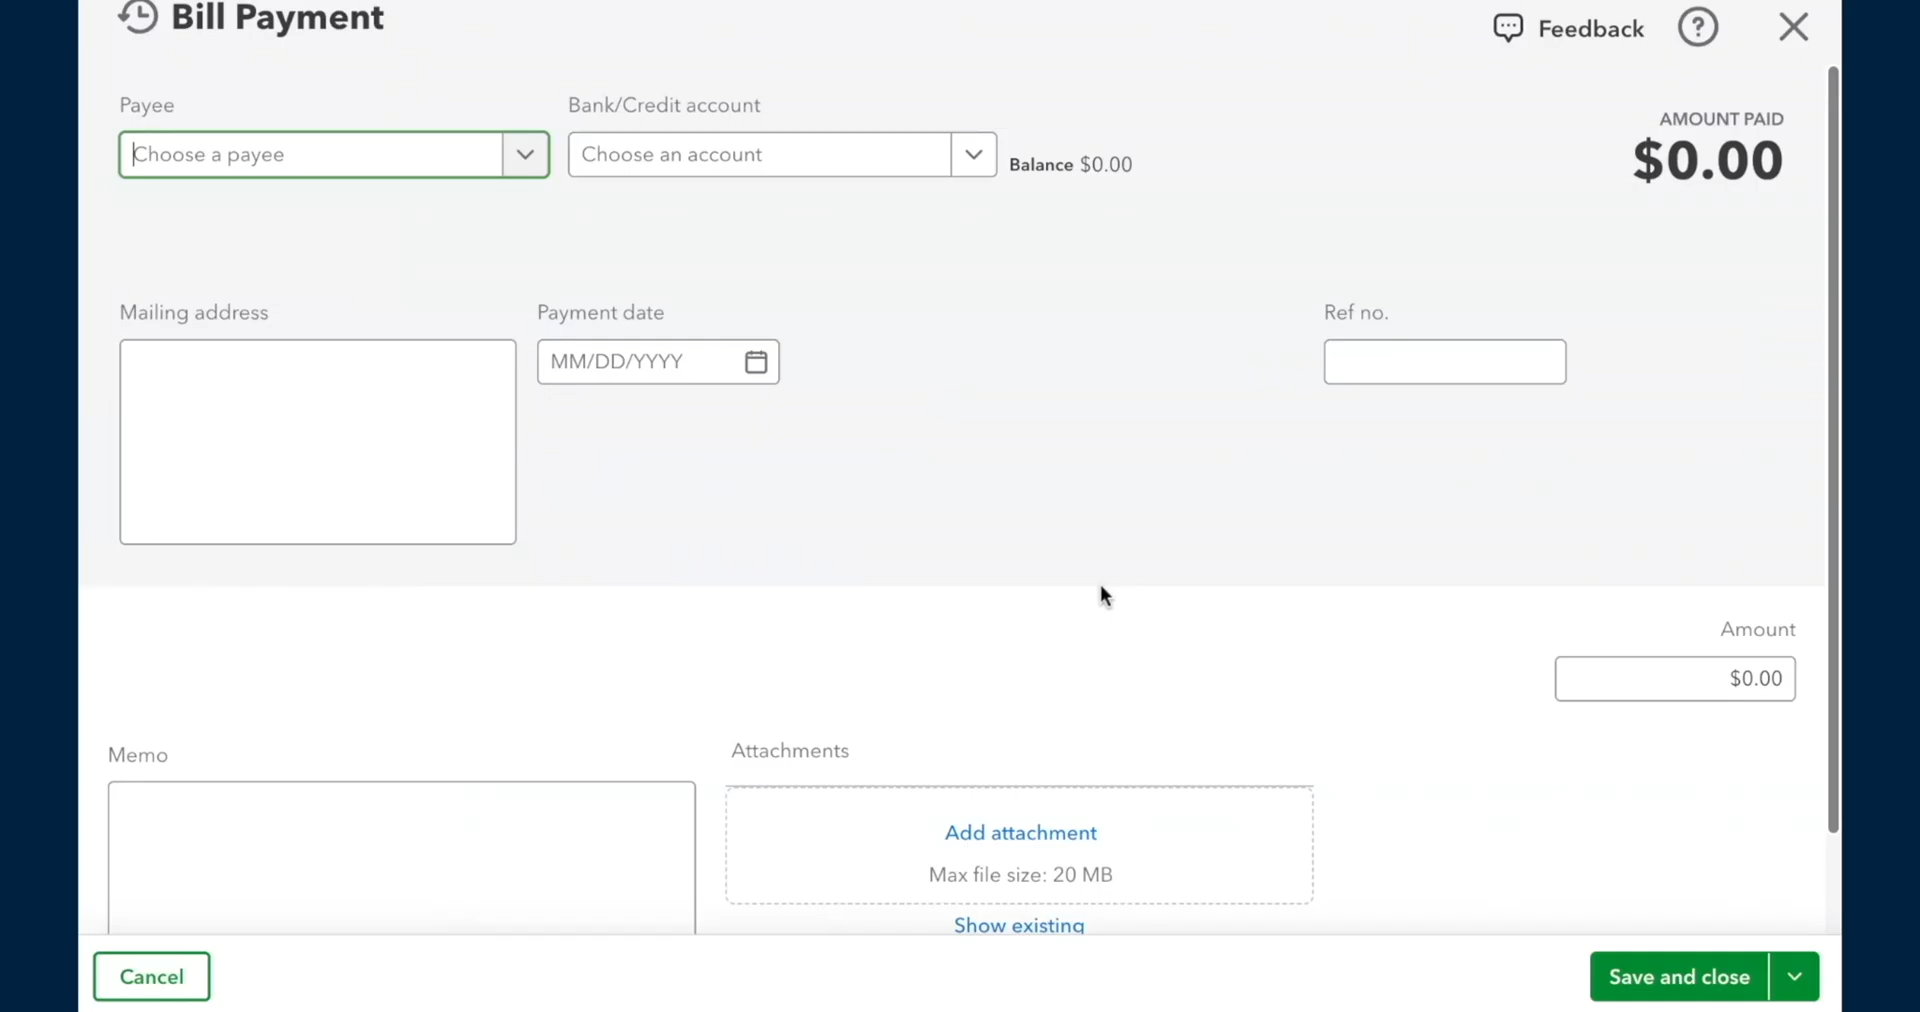 Bill Payment
Feedback
?
Payee
Bank/Credit account
AMOUNT PAID
Choose a payee
Choose an account
Balance $0.00
$0.00
Mailing address
Payment date
Ref no.
MM/DD/YYYY
Amount
$0.00
Memo
Attachments
Add attachment
Max file size: 20 MB
Show existing
Cancel
Save and close